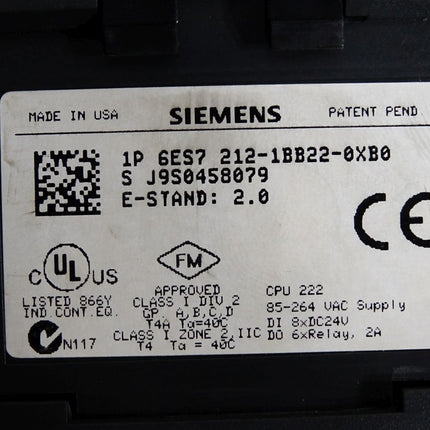 MADE IN USA SIEMENS PATENT PEND
1P 6ES7 212-1BB22-0XB0
S J9S0458079
E-STAND: 2.0
CE
C UL US
FM
LISTED 866Y
IND.CONT.EQ.
N117
APPROVED
CLASS I DIV 2
GP. A,B,C,D
T4A Ta=40C
CLASS I ZONE 2,IIC
T4 Ta = 40C
CPU 222
85-264 VAC Supply
DI 8xDC24V
DO 6xRelay, 2A